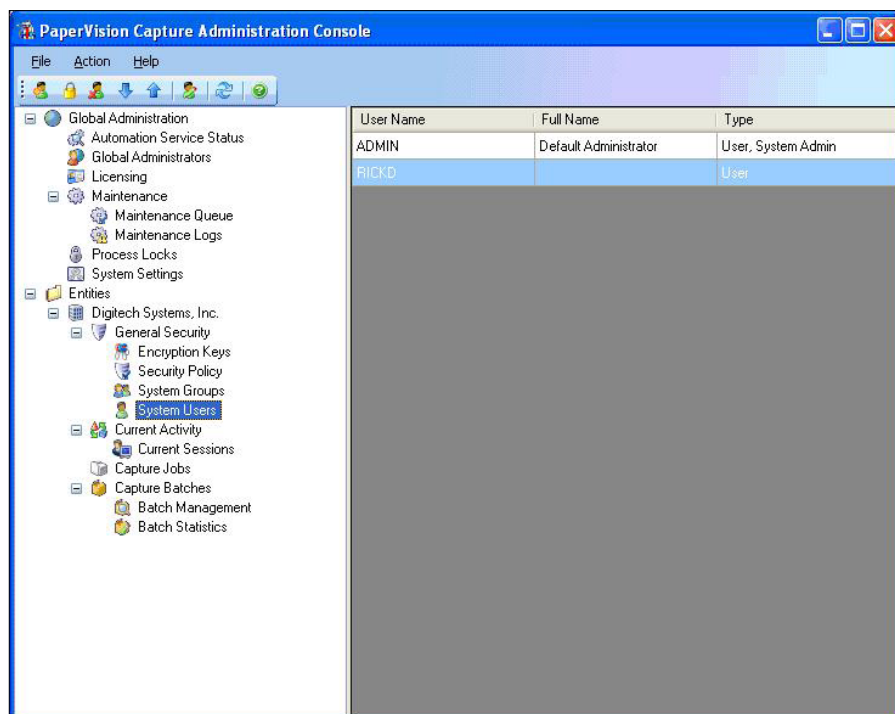 PaperVision Capture Administration Console
File Action Help
Global Administration
Automation Service Status
Global Administrators
Licensing
Maintenance
Maintenance Queue
Maintenance Logs
Process Locks
System Settings
Entities
Digitech Systems, Inc.
General Security
Encryption Keys
Security Policy
System Groups
System Users
Current Activity
Current Sessions
Capture Jobs
Capture Batches
Batch Management
Batch Statistics
User Name Full Name Type
ADMIN Default Administrator User, System Admin
RICKD User